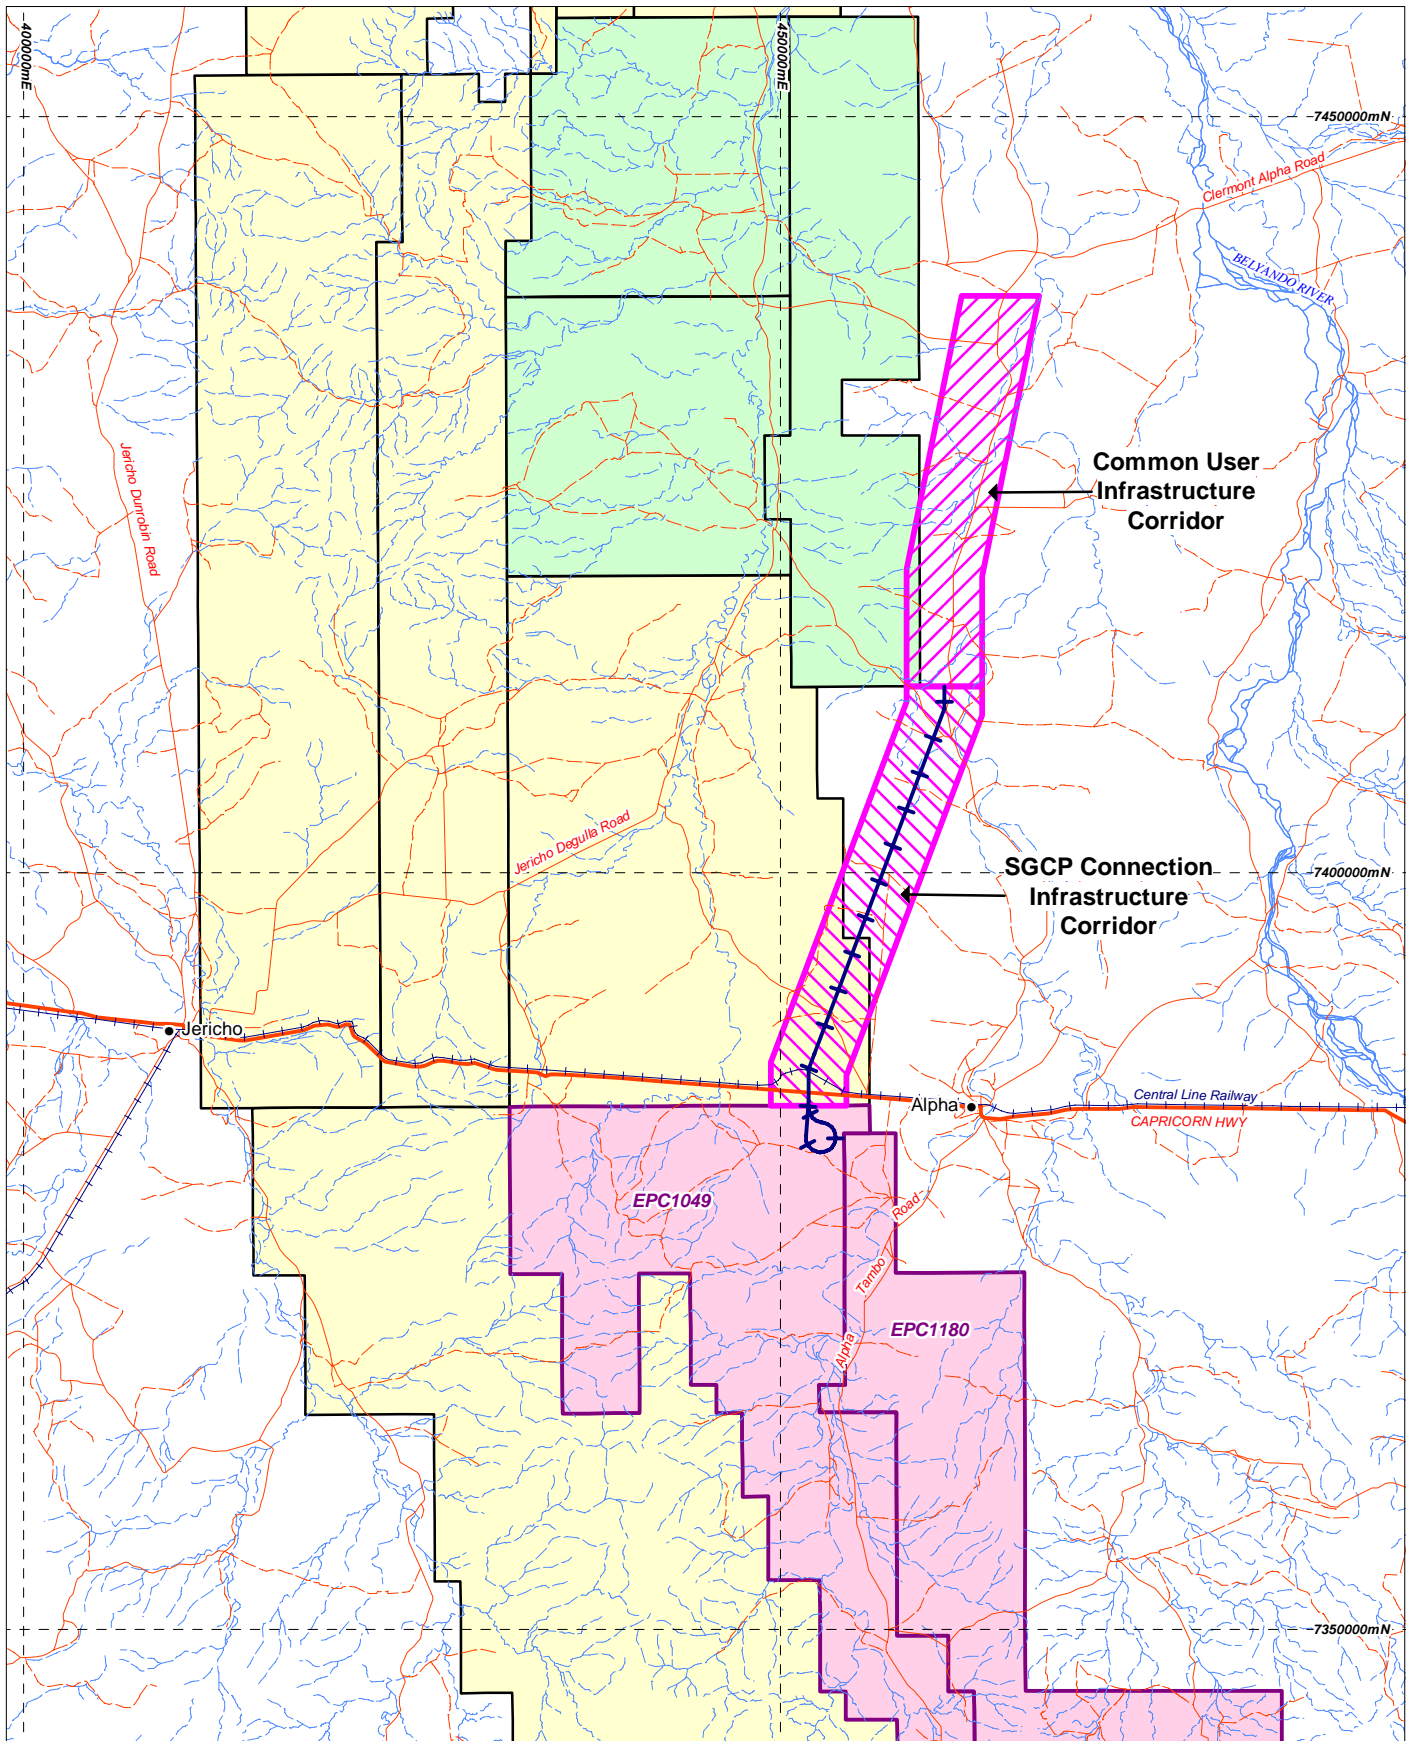 400000mE
450000mE
7450000mN
Clermont Alpha Road
BELYANDO RIVER
Jericho Dunrobin Road
Common User
Infrastructure
Corridor
Jericho Degulla Road
SGCP Connection
7400000mN
Infrastructure
Corridor
Jericho
Alpha
Central Line Railway
CAPRICORN HWY
EPC1049
Alpha Tambo Road
EPC1180
7350000mN